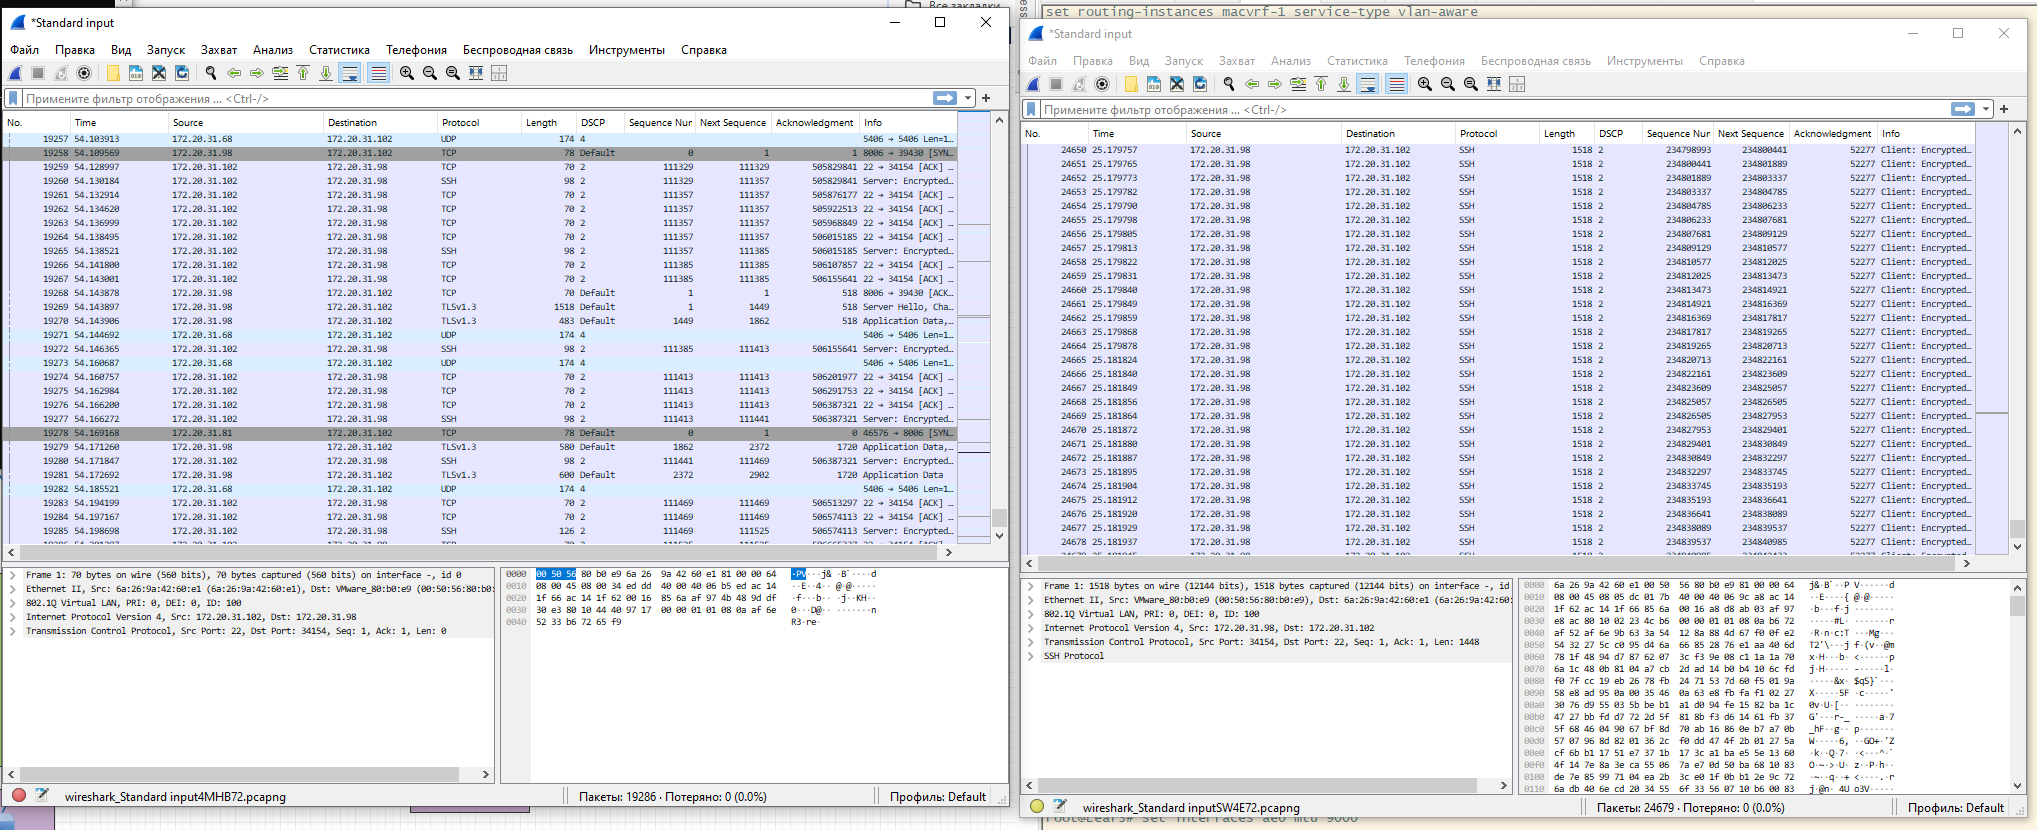 Все закладки
set routing-instances macvrf-1 service-type vlan-aware
*Standard input
Файл Правка Вид Запуск Захват Анализ Статистика Телефония Беспроводная связь Инструменты Справка
Примените фильтр отображения ... <Ctrl-/>
No. Time Source Destination Protocol Length DSCP Sequence Nur Next Sequence Acknowledgment Info
19257 54.103913 172.20.31.68 172.20.31.102 UDP 174 4 5406 → 5406 Len=1…
19258 54.109569 172.20.31.98 172.20.31.102 TCP 78 Default 0 1 1 8006 → 39430 [SYN…
19259 54.128997 172.20.31.102 172.20.31.98 TCP 70 2 111329 111329 505829841 22 → 34154 [ACK] …
19260 54.130184 172.20.31.102 172.20.31.98 SSH 98 2 111329 111357 505829841 Server: Encrypted…
19261 54.132914 172.20.31.102 172.20.31.98 TCP 70 2 111357 111357 505876177 22 → 34154 [ACK] …
19262 54.134620 172.20.31.102 172.20.31.98 TCP 70 2 111357 111357 505922513 22 → 34154 [ACK] …
19263 54.136999 172.20.31.102 172.20.31.98 TCP 70 2 111357 111357 505968849 22 → 34154 [ACK] …
19264 54.138495 172.20.31.102 172.20.31.98 TCP 70 2 111357 111357 506015185 22 → 34154 [ACK] …
19265 54.138521 172.20.31.102 172.20.31.98 SSH 98 2 111357 111385 506015185 Server: Encrypted…
19266 54.141800 172.20.31.102 172.20.31.98 TCP 70 2 111385 111385 506107857 22 → 34154 [ACK] …
19267 54.143001 172.20.31.102 172.20.31.98 TCP 70 2 111385 111385 506155641 22 → 34154 [ACK] …
19268 54.143878 172.20.31.98 172.20.31.102 TCP 70 Default 1 1 518 8006 → 39430 [ACK…
19269 54.143897 172.20.31.98 172.20.31.102 TLSv1.3 1518 Default 1 1449 518 Server Hello, Cha…
19270 54.143906 172.20.31.98 172.20.31.102 TLSv1.3 483 Default 1449 1862 518 Application Data,…
19271 54.144692 172.20.31.68 172.20.31.102 UDP 174 4 5406 → 5406 Len=1…
19272 54.146365 172.20.31.102 172.20.31.98 SSH 98 2 111385 111413 506155641 Server: Encrypted…
19273 54.160687 172.20.31.68 172.20.31.102 UDP 174 4 5406 → 5406 Len=1…
19274 54.160757 172.20.31.102 172.20.31.98 TCP 70 2 111413 111413 506201977 22 → 34154 [ACK] …
19275 54.162984 172.20.31.102 172.20.31.98 TCP 70 2 111413 111413 506291753 22 → 34154 [ACK] …
19276 54.166200 172.20.31.102 172.20.31.98 TCP 70 2 111413 111413 506387321 22 → 34154 [ACK] …
19277 54.166272 172.20.31.102 172.20.31.98 SSH 98 2 111413 111441 506387321 Server: Encrypted…
19278 54.169168 172.20.31.81 172.20.31.102 TCP 78 Default 0 1 0 46576 → 8006 [SYN…
19279 54.171260 172.20.31.98 172.20.31.102 TLSv1.3 580 Default 1862 2372 1720 Application Data,…
19280 54.171847 172.20.31.102 172.20.31.98 SSH 98 2 111441 111469 506387321 Server: Encrypted…
19281 54.172692 172.20.31.98 172.20.31.102 TLSv1.3 600 Default 2372 2902 1720 Application Data
19282 54.185521 172.20.31.68 172.20.31.102 UDP 174 4 5406 → 5406 Len=1…
19283 54.194199 172.20.31.102 172.20.31.98 TCP 70 2 111469 111469 506513297 22 → 34154 [ACK] …
19284 54.197167 172.20.31.102 172.20.31.98 TCP 70 2 111469 111469 506574113 22 → 34154 [ACK] …
19285 54.198698 172.20.31.102 172.20.31.98 SSH 126 2 111469 111525 506574113 Server: Encrypted…
Frame 1: 70 bytes on wire (560 bits), 70 bytes captured (560 bits) on interface -, id 0
Ethernet II, Src: 6a:26:9a:42:60:e1 (6a:26:9a:42:60:e1), Dst: VMware_80:b0:e9 (00:50:56:80:b0:
802.1Q Virtual LAN, PRI: 0, DEI: 0, ID: 100
Internet Protocol Version 4, Src: 172.20.31.102, Dst: 172.20.31.98
Transmission Control Protocol, Src Port: 22, Dst Port: 34154, Seq: 1, Ack: 1, Len: 0
0000 00 50 56 80 b0 e9 6a 26 9a 42 60 e1 81 00 00 64 ·PV···j& ·B`····d
0010 08 00 45 08 00 34 ed dd 40 00 40 06 b5 ed ac 14 ··E··4·· @·@·····
0020 1f 66 ac 14 1f 62 00 16 85 6a af 97 4b 48 9d df ·f···b·· ·j··KH··
0030 30 e3 80 10 44 40 97 17 00 00 01 01 08 0a af 6e 0···D@·· ·······n
0040 52 33 b6 72 65 f9 R3·re·
wireshark_Standard input4MHB72.pcapng Пакеты: 19286 · Потеряно: 0 (0.0%) Профиль: Default
*Standard input
Файл Правка Вид Запуск Захват Анализ Статистика Телефония Беспроводная связь Инструменты Справка
Примените фильтр отображения ... <Ctrl-/>
No. Time Source Destination Protocol Length DSCP Sequence Nur Next Sequence Acknowledgment Info
24650 25.179757 172.20.31.98 172.20.31.102 SSH 1518 2 234798993 234800441 52277 Client: Encrypted…
24651 25.179765 172.20.31.98 172.20.31.102 SSH 1518 2 234800441 234801889 52277 Client: Encrypted…
24652 25.179773 172.20.31.98 172.20.31.102 SSH 1518 2 234801889 234803337 52277 Client: Encrypted…
24653 25.179782 172.20.31.98 172.20.31.102 SSH 1518 2 234803337 234804785 52277 Client: Encrypted…
24654 25.179790 172.20.31.98 172.20.31.102 SSH 1518 2 234804785 234806233 52277 Client: Encrypted…
24655 25.179798 172.20.31.98 172.20.31.102 SSH 1518 2 234806233 234807681 52277 Client: Encrypted…
24656 25.179805 172.20.31.98 172.20.31.102 SSH 1518 2 234807681 234809129 52277 Client: Encrypted…
24657 25.179813 172.20.31.98 172.20.31.102 SSH 1518 2 234809129 234810577 52277 Client: Encrypted…
24658 25.179822 172.20.31.98 172.20.31.102 SSH 1518 2 234810577 234812025 52277 Client: Encrypted…
24659 25.179831 172.20.31.98 172.20.31.102 SSH 1518 2 234812025 234813473 52277 Client: Encrypted…
24660 25.179840 172.20.31.98 172.20.31.102 SSH 1518 2 234813473 234814921 52277 Client: Encrypted…
24661 25.179849 172.20.31.98 172.20.31.102 SSH 1518 2 234814921 234816369 52277 Client: Encrypted…
24662 25.179859 172.20.31.98 172.20.31.102 SSH 1518 2 234816369 234817817 52277 Client: Encrypted…
24663 25.179868 172.20.31.98 172.20.31.102 SSH 1518 2 234817817 234819265 52277 Client: Encrypted…
24664 25.179878 172.20.31.98 172.20.31.102 SSH 1518 2 234819265 234820713 52277 Client: Encrypted…
24665 25.181824 172.20.31.98 172.20.31.102 SSH 1518 2 234820713 234822161 52277 Client: Encrypted…
24666 25.181840 172.20.31.98 172.20.31.102 SSH 1518 2 234822161 234823609 52277 Client: Encrypted…
24667 25.181849 172.20.31.98 172.20.31.102 SSH 1518 2 234823609 234825057 52277 Client: Encrypted…
24668 25.181856 172.20.31.98 172.20.31.102 SSH 1518 2 234825057 234826505 52277 Client: Encrypted…
24669 25.181864 172.20.31.98 172.20.31.102 SSH 1518 2 234826505 234827953 52277 Client: Encrypted…
24670 25.181872 172.20.31.98 172.20.31.102 SSH 1518 2 234827953 234829401 52277 Client: Encrypted…
24671 25.181880 172.20.31.98 172.20.31.102 SSH 1518 2 234829401 234830849 52277 Client: Encrypted…
24672 25.181887 172.20.31.98 172.20.31.102 SSH 1518 2 234830849 234832297 52277 Client: Encrypted…
24673 25.181895 172.20.31.98 172.20.31.102 SSH 1518 2 234832297 234833745 52277 Client: Encrypted…
24674 25.181904 172.20.31.98 172.20.31.102 SSH 1518 2 234833745 234835193 52277 Client: Encrypted…
24675 25.181912 172.20.31.98 172.20.31.102 SSH 1518 2 234835193 234836641 52277 Client: Encrypted…
24676 25.181920 172.20.31.98 172.20.31.102 SSH 1518 2 234836641 234838089 52277 Client: Encrypted…
24677 25.181929 172.20.31.98 172.20.31.102 SSH 1518 2 234838089 234839537 52277 Client: Encrypted…
24678 25.181937 172.20.31.98 172.20.31.102 SSH 1518 2 234839537 234840985 52277 Client: Encrypted…
Frame 1: 1518 bytes on wire (12144 bits), 1518 bytes captured (12144 bits) on interface -, id
Ethernet II, Src: VMware_80:b0:e9 (00:50:56:80:b0:e9), Dst: 6a:26:9a:42:60:e1 (6a:26:9a:42:60:
802.1Q Virtual LAN, PRI: 0, DEI: 0, ID: 100
Internet Protocol Version 4, Src: 172.20.31.98, Dst: 172.20.31.102
Transmission Control Protocol, Src Port: 34154, Dst Port: 22, Seq: 1, Ack: 1, Len: 1448
SSH Protocol
0000 6a 26 9a 42 60 e1 00 50 56 80 b0 e9 81 00 00 64
0010 08 00 45 08 05 dc 01 7b 40 00 40 06 9c a8 ac 14
0020 1f 62 ac 14 1f 66 85 6a 00 16 a8 d8 ab 03 af 97
0030 e8 ac 80 10 02 23 4c b6 00 00 01 01 08 0a b6 72
0040 af 52 af 6e 9b 63 3a 54 12 8a 88 4d 67 f0 0f e2
0050 54 32 27 5c c0 95 d4 6a 66 85 28 76 e1 aa 40 6d
0060 78 1f 48 94 d7 87 62 07 3c f3 9e 08 c1 1a 1a 70
0070 6a 1c 48 0b 81 04 a7 cb 2d ad 14 b0 b4 10 6c fd
0080 f0 7f cc 19 eb 26 78 fb 24 71 53 7d 60 f5 01 9a
0090 58 e8 ad 95 0a 00 35 46 0a 63 e8 fb fa f1 02 27
00a0 30 76 d9 55 03 5b be b1 a1 d0 94 fe 15 82 ba 1c
00b0 47 27 bb fd d7 72 2d 5f 81 8b f3 d6 14 61 fb 37
00c0 5f 68 46 04 90 67 bf 8d 70 ab 16 86 0e b7 a7 0b
00d0 57 07 96 8d 82 01 36 2c f0 dd 47 4f 2b 01 27 5a
00e0 cf 6b b1 17 51 e7 37 1b 17 3c a1 ba e5 5e 13 60
00f0 4f 14 7e 8a 3e ca 55 06 7a e7 0d 50 ba 68 10 83
0100 de 7e 85 99 71 04 ea 2b 3c e0 1f 0b b1 2e 9c 72
0110 6a db 40 6e cd 20 34 55 6f 33 56 07 10 b6 00 83
wireshark_Standard inputSW4E72.pcapng Пакеты: 24679 · Потеряно: 0 (0.0%) Профиль: Default
root@Leaf5# set interfaces ae0 mtu 9000